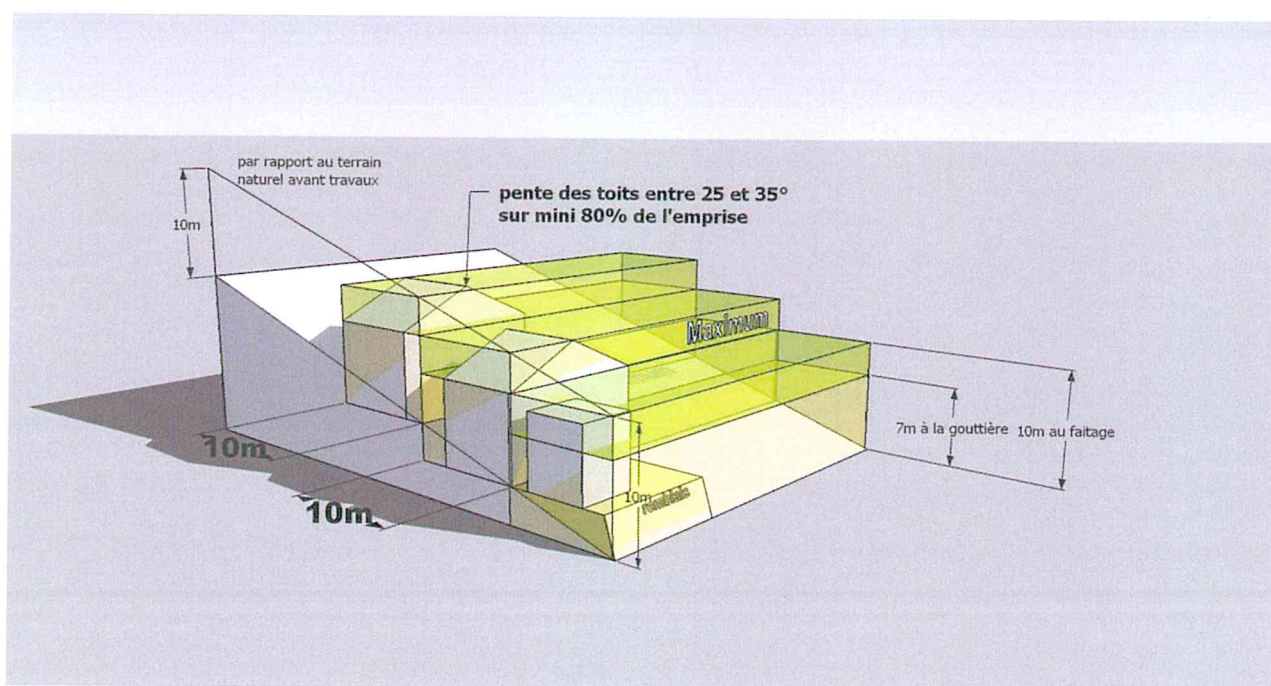 par rapport au terrain
naturel avant travaux
10m
pente des toits entre 25 et 35°
sur mini 80% de l'emprise
Maximum
7m à la gouttière
10m au faitage
10m
10m
10m
remblais